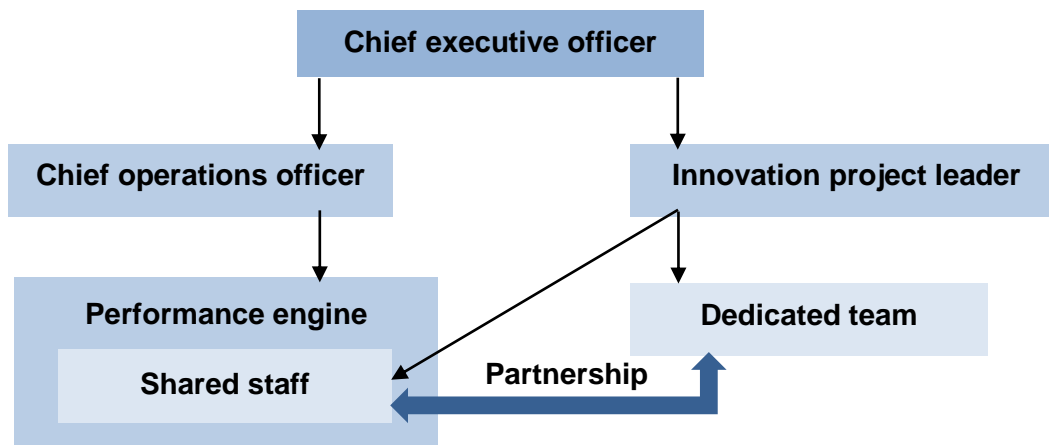 Chief executive officer
Chief operations officer
Innovation project leader
Performance engine
Dedicated team
Shared staff
Partnership